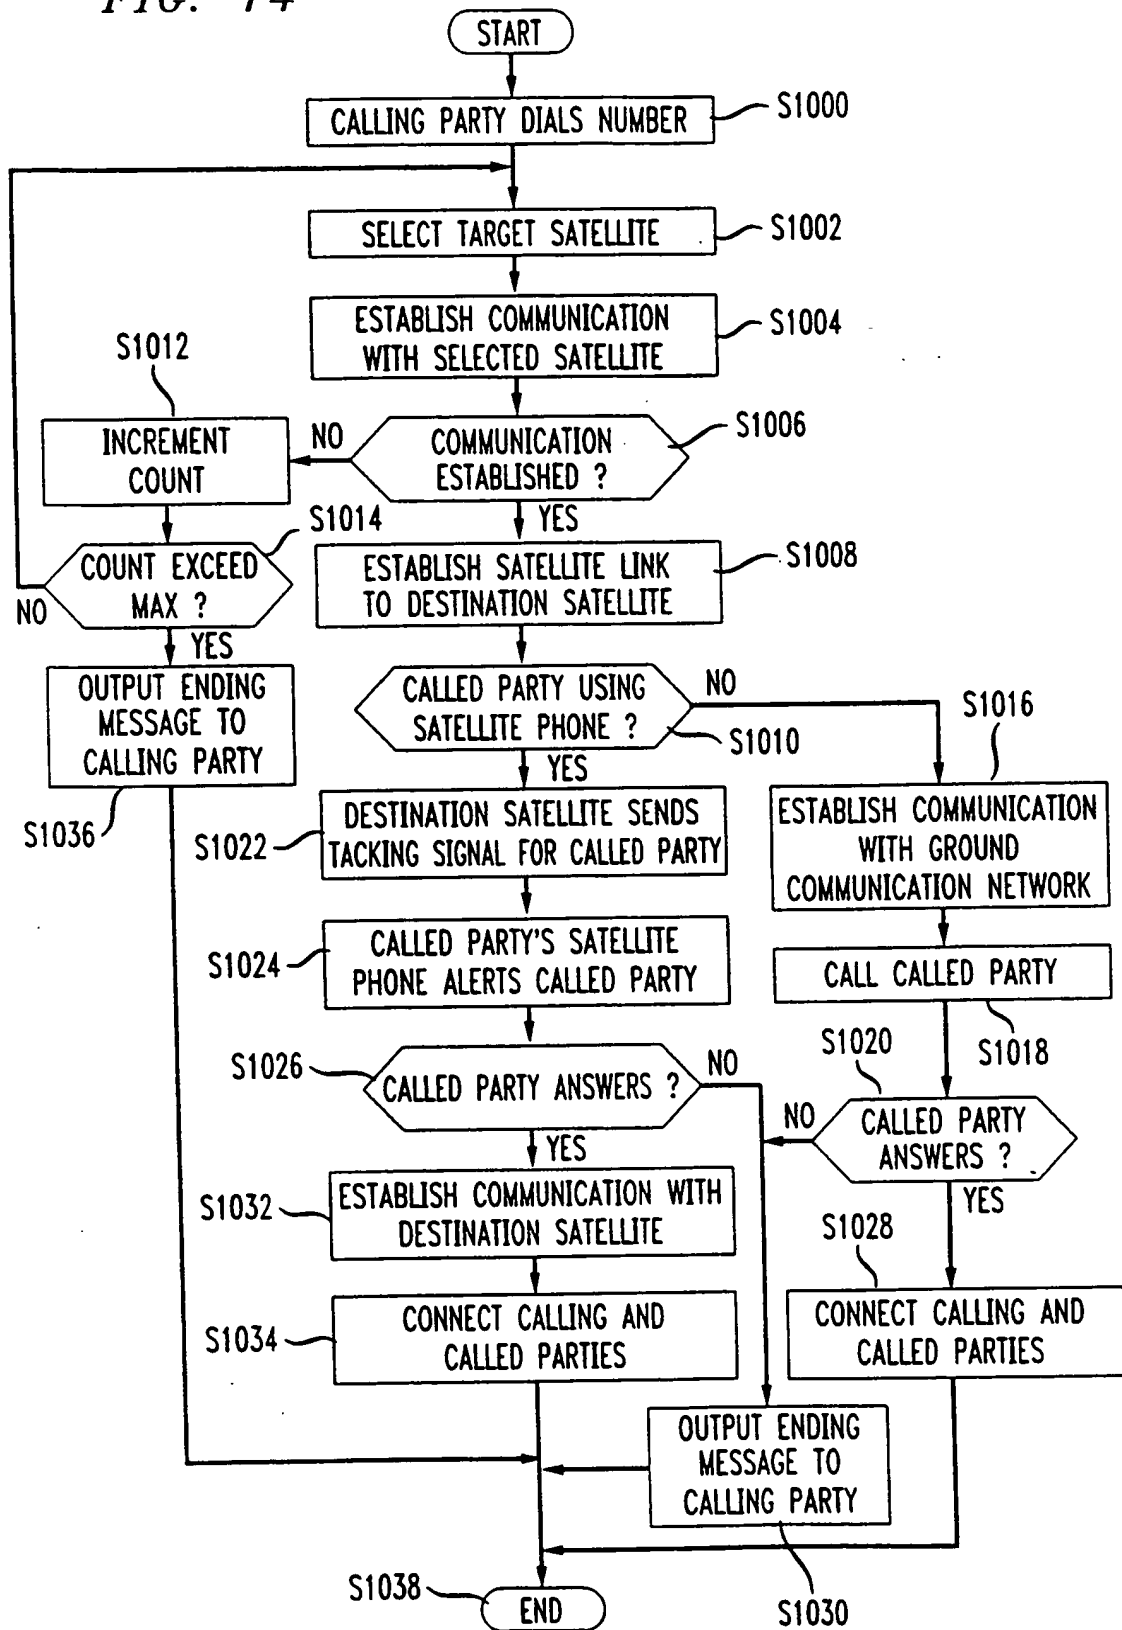 FIG. 14
START
CALLING PARTY DIALS NUMBER
S1000
SELECT TARGET SATELLITE
S1002
ESTABLISH COMMUNICATION
WITH SELECTED SATELLITE
S1004
S1012
INCREMENT
COUNT
NO
COMMUNICATION
ESTABLISHED ?
S1006
YES
S1014
COUNT EXCEED
MAX ?
NO
YES
ESTABLISH SATELLITE LINK
TO DESTINATION SATELLITE
S1008
OUTPUT ENDING
MESSAGE TO
CALLING PARTY
S1036
CALLED PARTY USING
SATELLITE PHONE ?
NO
S1010
YES
S1016
DESTINATION SATELLITE SENDS
TACKING SIGNAL FOR CALLED PARTY
S1022
ESTABLISH COMMUNICATION
WITH GROUND
COMMUNICATION NETWORK
CALLED PARTY'S SATELLITE
PHONE ALERTS CALLED PARTY
S1024
CALL CALLED PARTY
S1018
S1020
S1026
CALLED PARTY ANSWERS ?
NO
YES
NO
CALLED PARTY
ANSWERS ?
YES
S1032
ESTABLISH COMMUNICATION WITH
DESTINATION SATELLITE
S1028
S1034
CONNECT CALLING AND
CALLED PARTIES
CONNECT CALLING AND
CALLED PARTIES
OUTPUT ENDING
MESSAGE TO
CALLING PARTY
S1030
S1038
END